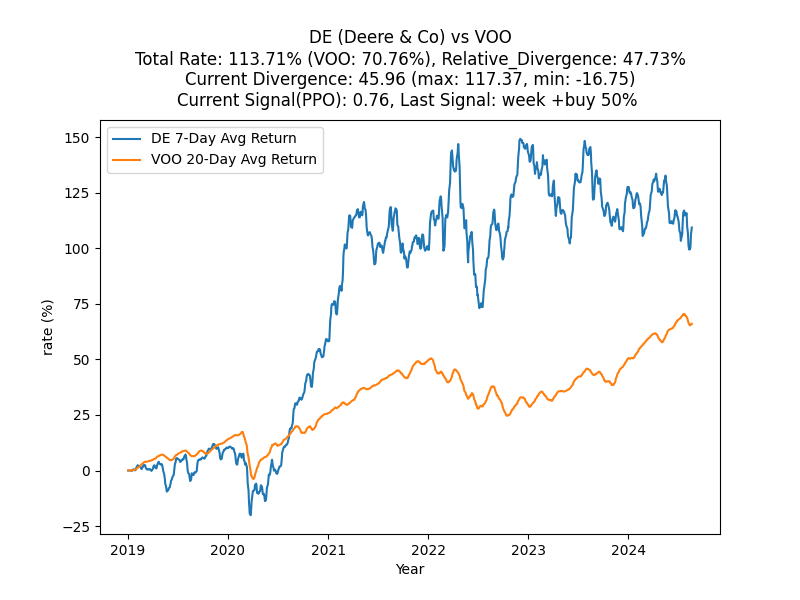 DE (Deere & Co) vs VOO
Total Rate: 113.71% (VOO: 70.76%), Relative_Divergence: 47.73%
Current Divergence: 45.96 (max: 117.37, min: -16.75)
Current Signal(PPO): 0.76, Last Signal: week +buy 50%
DE 7-Day Avg Return
VOO 20-Day Avg Return
150
125
100
75
50
25
0
−25
rate (%)
2019 2020 2021 2022 2023 2024
Year